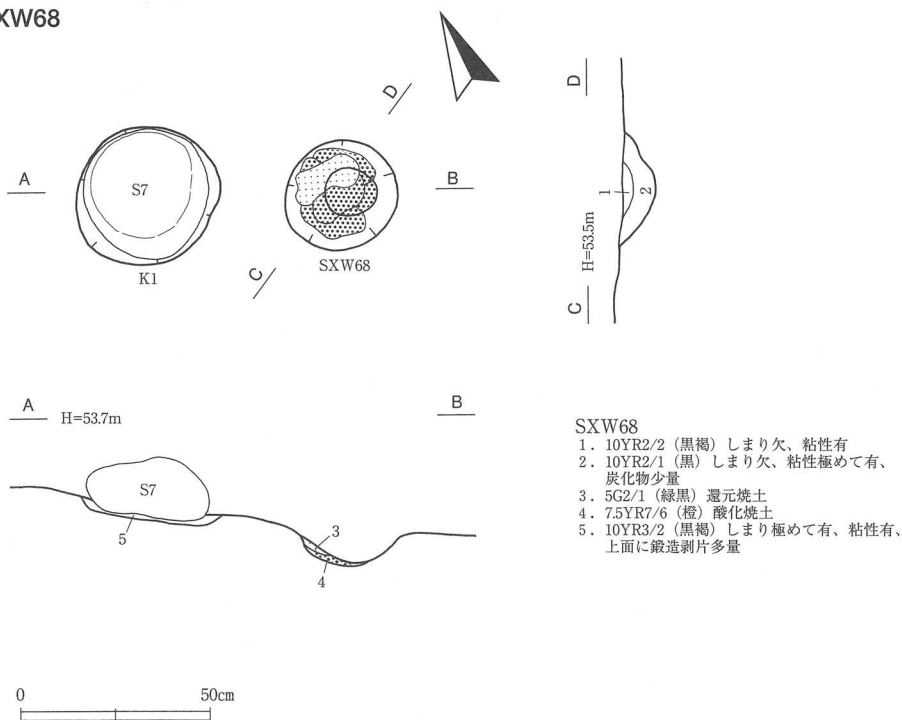 XW68
D
A
S7
B
K1
SXW68
C
D
1
2
H=53.5m
C
A
H=53.7m
B
S7
5
3
4
SXW68
1. 10YR2/2（黒褐）しまり欠、粘性有
2. 10YR2/1（黒）しまり欠、粘性極めて有、
炭化物少量
3. 5G2/1（緑黒）還元焼土
4. 7.5YR7/6（橙）酸化焼土
5. 10YR3/2（黒褐）しまり極めて有、粘性有、
上面に鍛造剥片多量
0
50cm